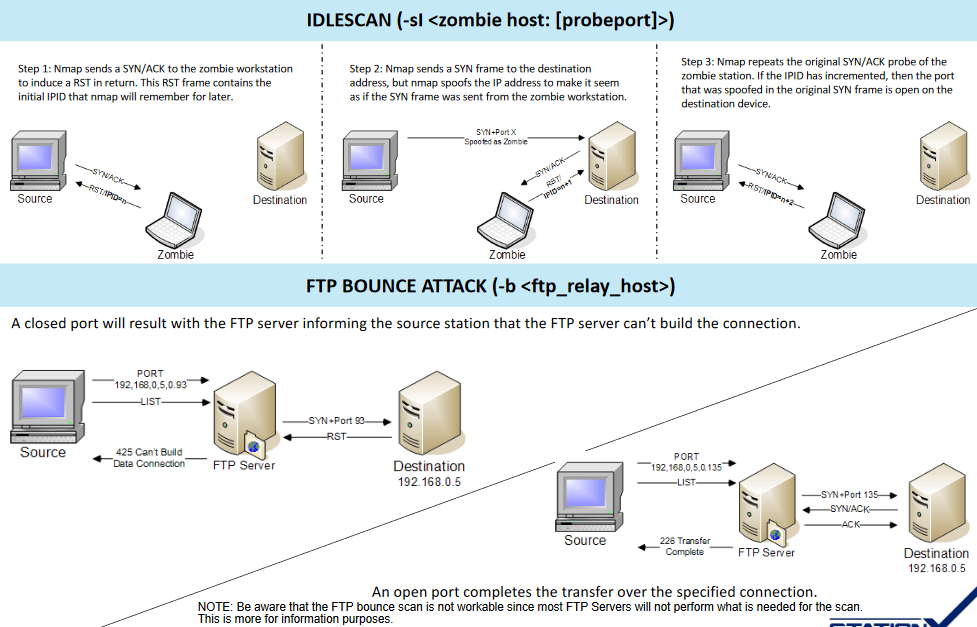 IDLESCAN (-sI <zombie host: [probeport]>)
Step 1: Nmap sends a SYN/ACK to the zombie workstation
to induce a RST in return. This RST frame contains the
initial IPID that nmap will remember for later.
SYN/ACK
RST/IPID=n
Source
Zombie
Destination
Step 2: Nmap sends a SYN frame to the destination
address, but nmap spoofs the IP address to make it seem
as if the SYN frame was sent from the zombie workstation.
SYN+Port X
Spoofed as Zombie
SYN/ACK
RST/
IPID=n+1
Source
Zombie
Destination
Step 3: Nmap repeats the original SYN/ACK probe of the
zombie station. If the IPID has incremented, then the port
that was spoofed in the original SYN frame is open on the
destination device.
SYN/ACK
RST/IPID=n+2
Source
Zombie
Destination
FTP BOUNCE ATTACK (-b <ftp_relay_host>)
A closed port will result with the FTP server informing the source station that the FTP server can’t build the connection.
PORT
192,168,0,5,0.93
LIST
425 Can't Build
Data Connection
Source
FTP Server
SYN+Port 93
RST
Destination
192.168.0.5
PORT
192,168,0,5,0.135
LIST
226 Transfer
Complete
Source
FTP Server
SYN+Port 135
SYN/ACK
ACK
Destination
192.168.0.5
An open port completes the transfer over the specified connection.
NOTE: Be aware that the FTP bounce scan is not workable since most FTP Servers will not perform what is needed for the scan.
This is more for information purposes.